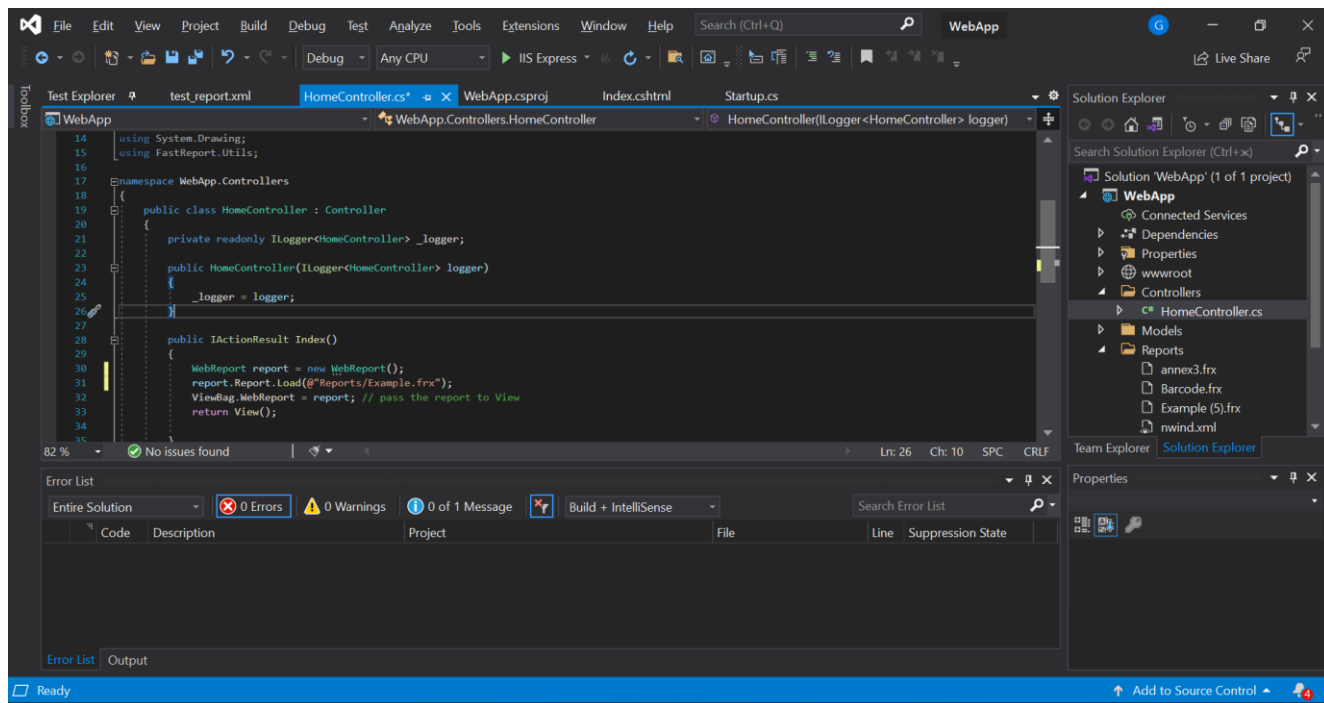 File Edit View Project Build Debug Test Analyze Tools Extensions Window Help Search (Ctrl+Q) WebApp G
Debug Any CPU IIS Express Live Share
Toolbox
Test Explorer test_report.xml HomeController.cs* WebApp.csproj Index.cshtml Startup.cs
WebApp WebApp.Controllers.HomeController HomeController(ILogger<HomeController> logger)
14 using System.Drawing;
15 using FastReport.Utils;
16
17 namespace WebApp.Controllers
18 {
19 public class HomeController : Controller
20 {
21 private readonly ILogger<HomeController> _logger;
22
23 public HomeController(ILogger<HomeController> logger)
24 {
25 _logger = logger;
26 }
27
28 public IActionResult Index()
29 {
30 WebReport report = new WebReport();
31 report.Report.Load(@"Reports/Example.frx");
32 ViewBag.WebReport = report; // pass the report to View
33 return View();
34
35 }
82 % No issues found Ln: 26 Ch: 10 SPC CRLF
Solution Explorer
Search Solution Explorer (Ctrl+ж)
Solution 'WebApp' (1 of 1 project)
WebApp
Connected Services
Dependencies
Properties
wwwroot
Controllers
C# HomeController.cs
Models
Reports
annex3.frx
Barcode.frx
Example (5).frx
nwind.xml
Team Explorer Solution Explorer
Error List
Entire Solution 0 Errors 0 Warnings 0 of 1 Message Build + IntelliSense Search Error List
Code Description Project File Line Suppression State
Error List Output
Properties
Ready Add to Source Control 4